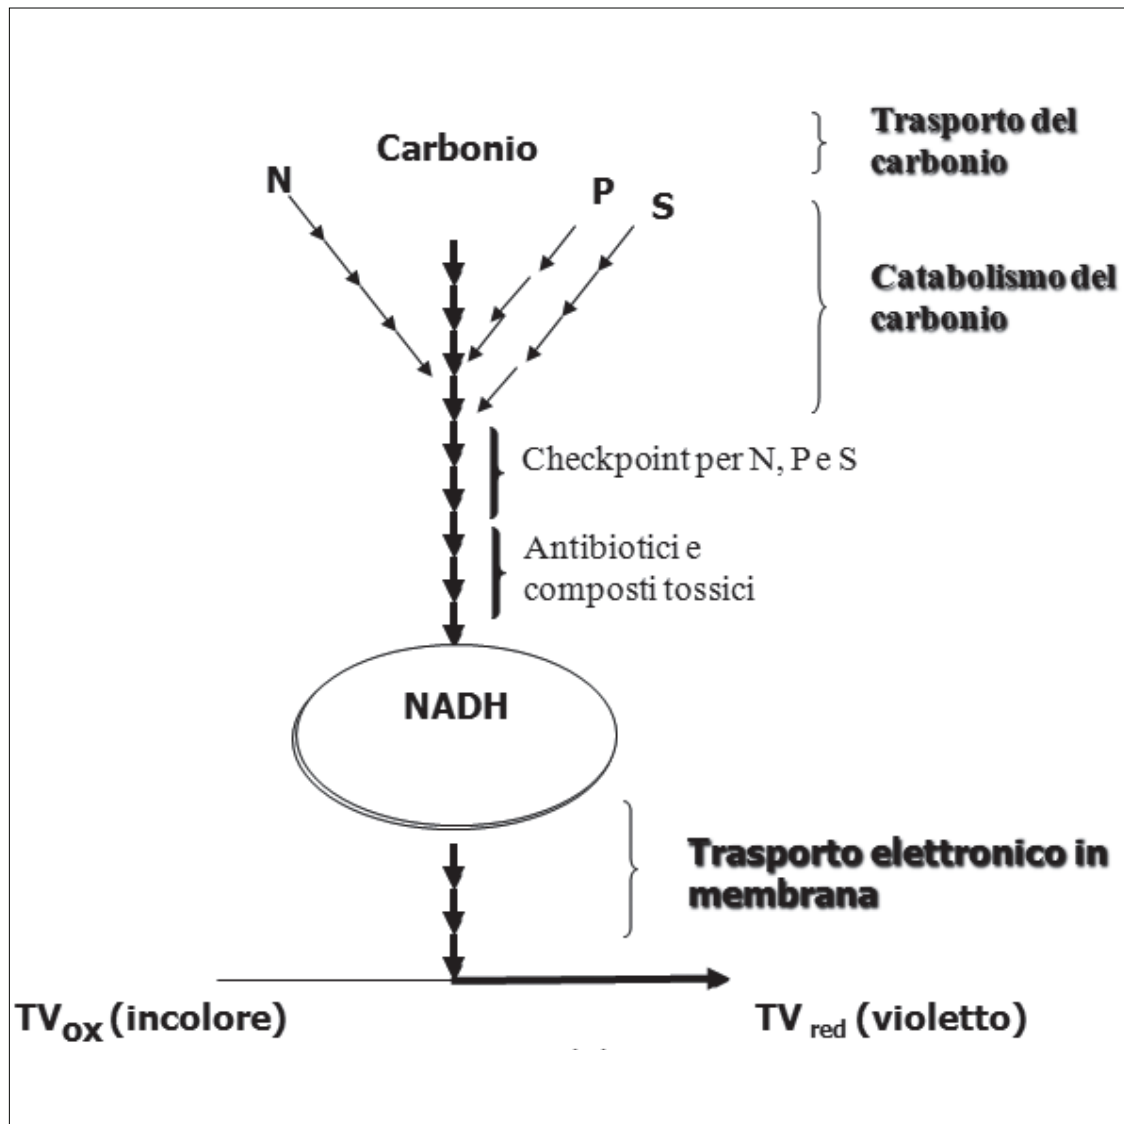 Trasporto del
carbonio
Carbonio
N
P
S
Catabolismo del
carbonio
Checkpoint per N, P e S
Antibiotici e
composti tossici
NADH
Trasporto elettronico in
membrana
TVox (incolore)
TV red (violetto)